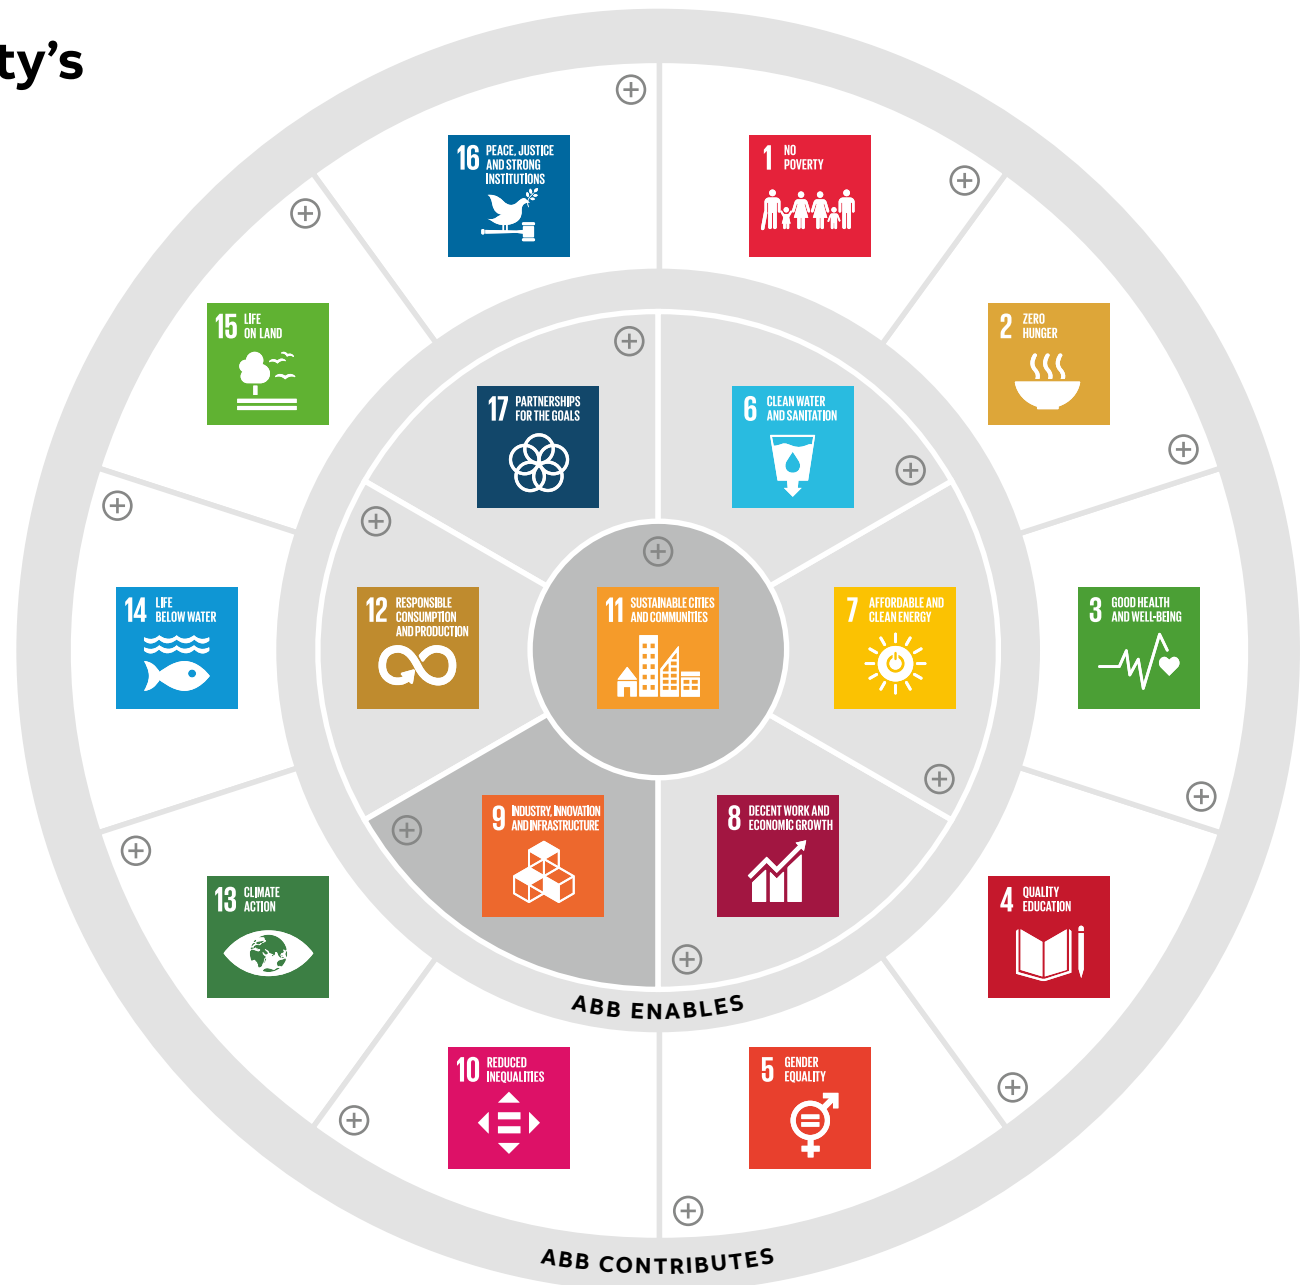 ty’s
16 PEACE, JUSTICE
AND STRONG
INSTITUTIONS
1 NO
POVERTY
15 LIFE
ON LAND
2 ZERO
HUNGER
17 PARTNERSHIPS
FOR THE GOALS
6 CLEAN WATER
AND SANITATION
14 LIFE
BELOW WATER
12 RESPONSIBLE
CONSUMPTION
AND PRODUCTION
11 SUSTAINABLE CITIES
AND COMMUNITIES
7 AFFORDABLE AND
CLEAN ENERGY
3 GOOD HEALTH
AND WELL-BEING
9 INDUSTRY, INNOVATION
AND INFRASTRUCTURE
8 DECENT WORK AND
ECONOMIC GROWTH
13 CLIMATE
ACTION
4 QUALITY
EDUCATION
ABB ENABLES
10 REDUCED
INEQUALITIES
5 GENDER
EQUALITY
ABB CONTRIBUTES